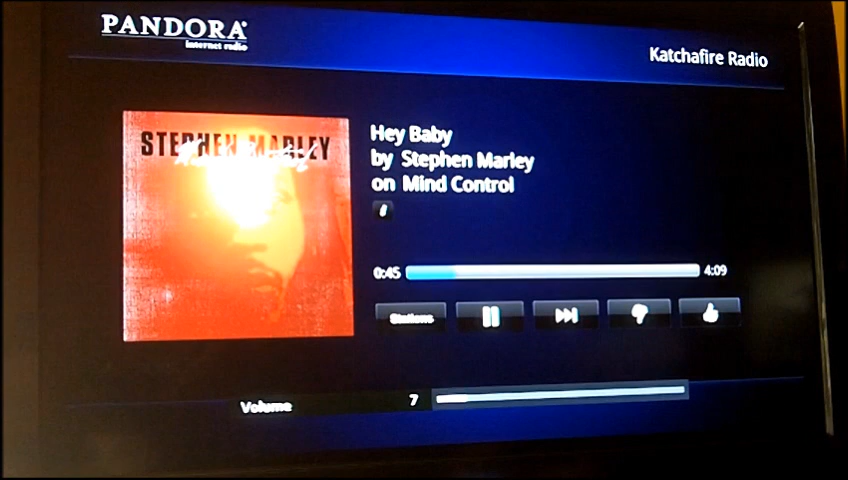 PANDORA
internet radio
Katchafire Radio
STEPHEN MARLEY
Hey Baby
by Stephen Marley
on Mind Control
0:45
4:09
Stations
Volume
7